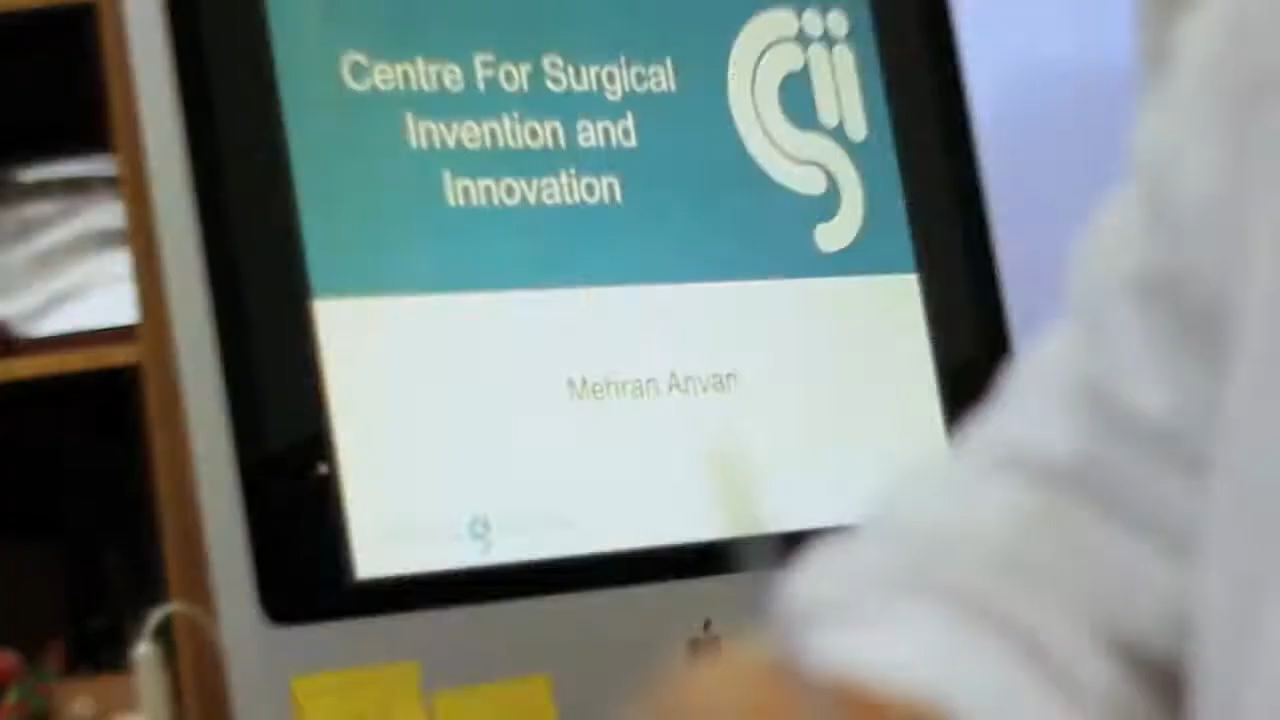 Centre For Surgical
Invention and
Innovation
Mehran Anvari